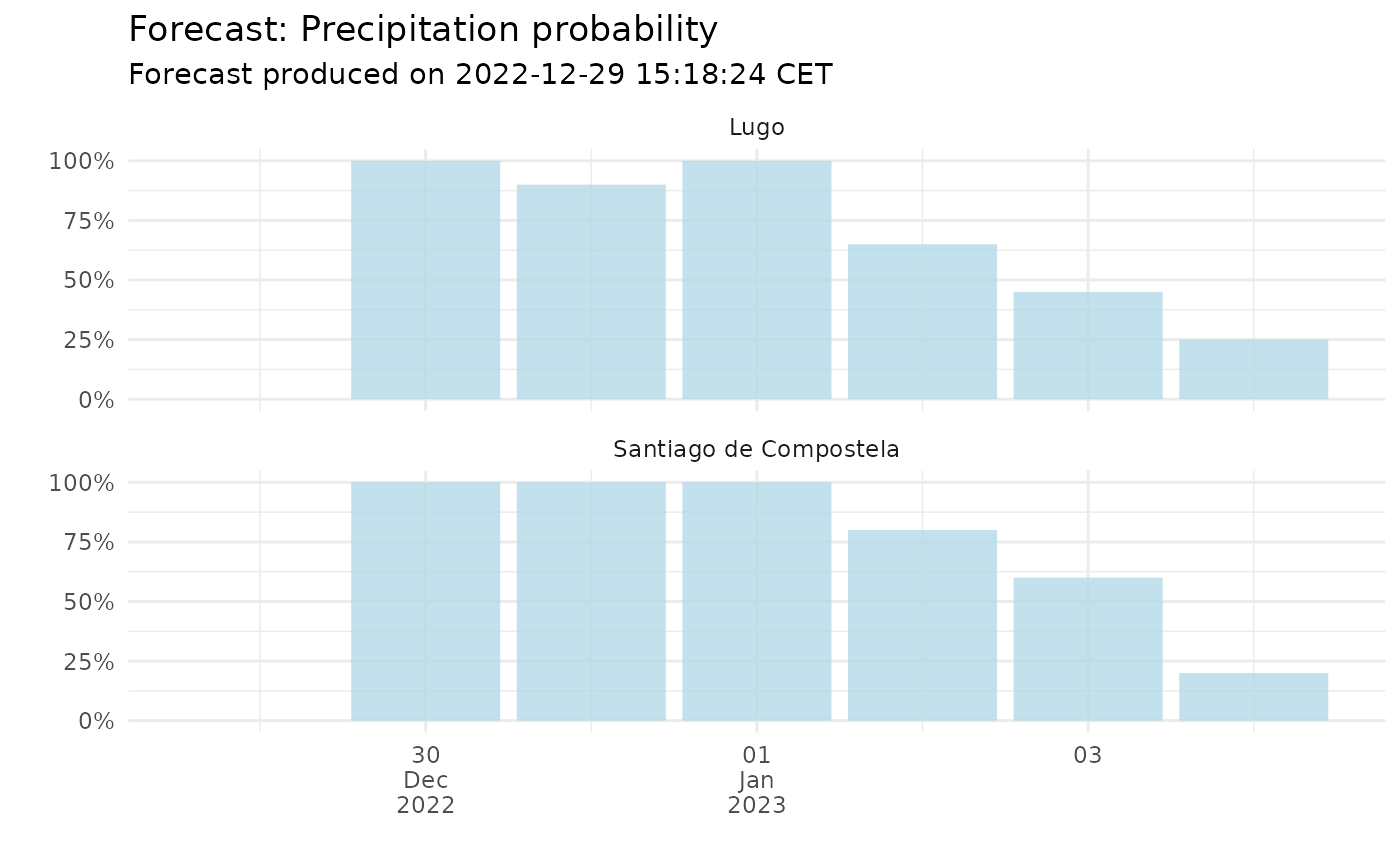 Forecast: Precipitation probability
Forecast produced on 2022-12-29 15:18:24 CET
Lugo
100%
75%
50%
25%
0%
Santiago de Compostela
100%
75%
50%
25%
0%
30 01 03
Dec Jan
2022 2023